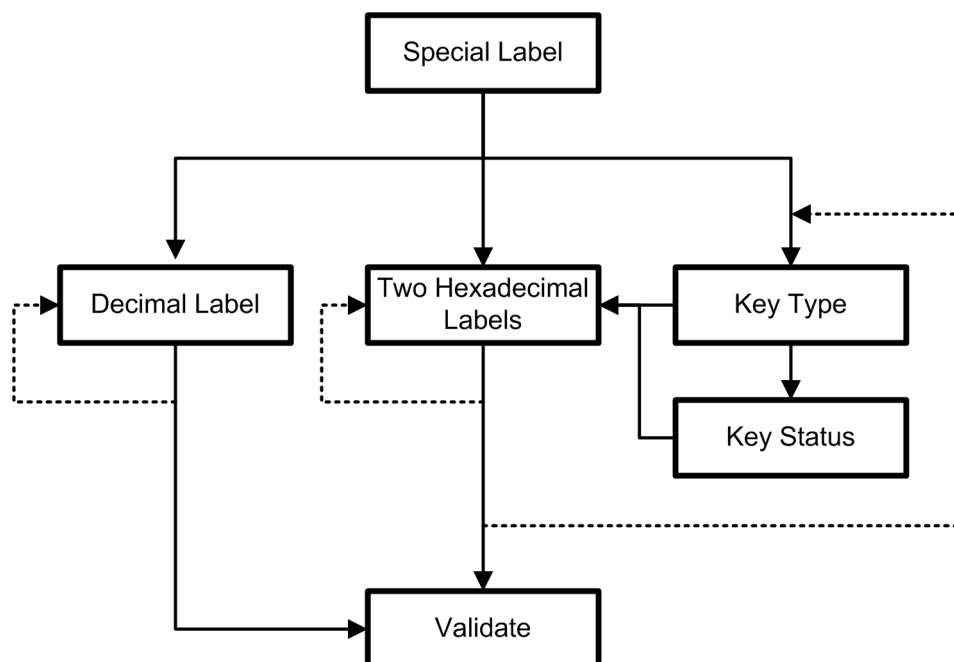 Special Label
Decimal Label
Two Hexadecimal
Labels
Key Type
Key Status
Validate